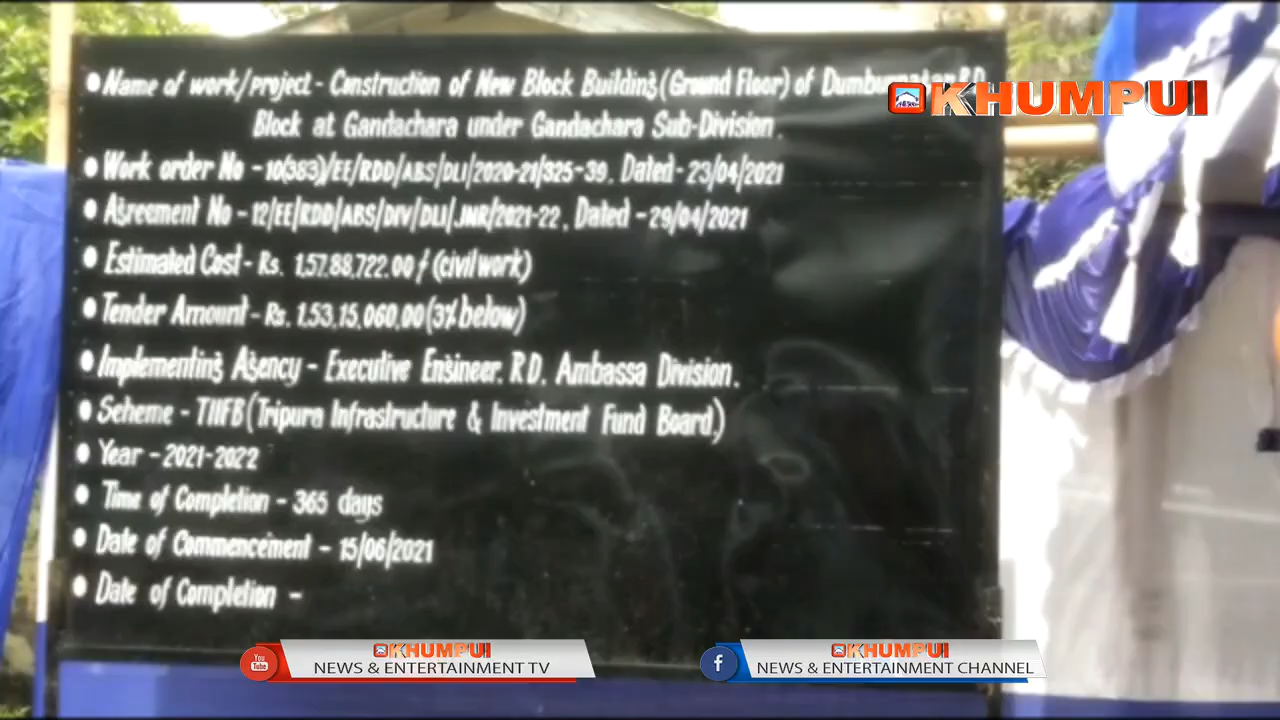 • Name of work/project - Construction of New Block Building (Ground Floor) of
Block at Gandachara under Gandachara Sub-Division.
• Work order No - 10(383)/EE/RDD/ABS/DLI/2020-21/325-39. Dated- 23/04/2021
• Agreement No - 12/EE/RDD/ABS/DIV/DLI/JNR/2021-22, Dated - 29/04/2021
• Estimated Cost - Rs. 1,57,88,722.00/- (civil work)
• Tender Amount - Rs. 1,53,15,060.00 (3% below)
• Implementing Agency - Executive Engineer. R.D. Ambassa Division.
• Scheme - TIIFB (Tripura Infrastructure & Investment Fund Board)
• Year - 2021-2022
• Time of Completion - 365 days
• Date of Commencement - 15/06/2021
• Date of Completion -
KHUMPUI
You Tube
KHUMPUI
NEWS & ENTERTAINMENT TV
f
KHUMPUI
NEWS & ENTERTAINMENT CHANNEL